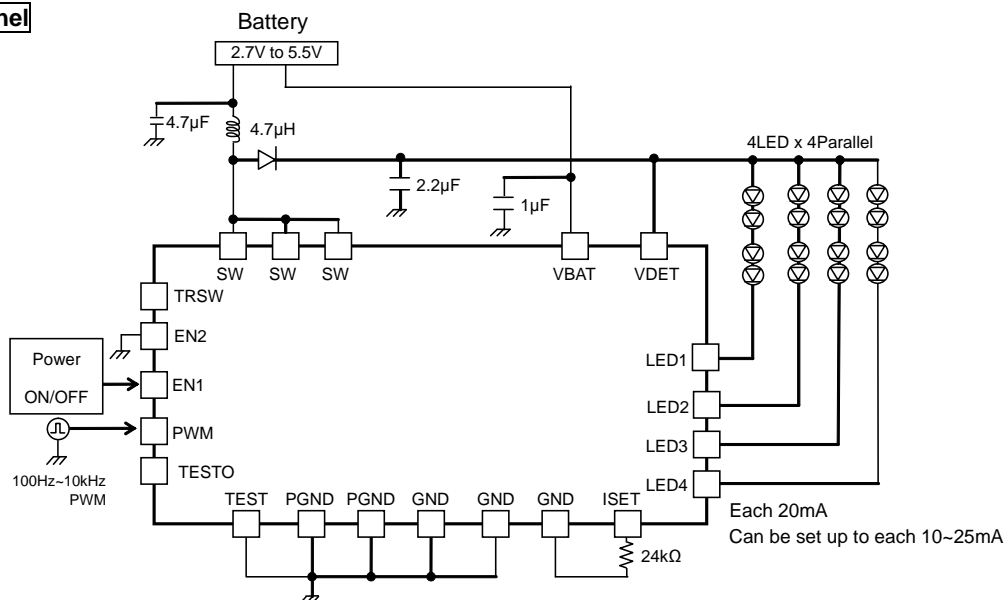 nel
Battery
2.7V to 5.5V
4.7µF
4.7µH
4LED x 4Parallel
2.2µF
1µF
SW SW SW VBAT VDET
TRSW
EN2
Power
ON/OFF
EN1
PWM
100Hz~10kHz
PWM
TESTO
LED1
LED2
LED3
LED4
TEST PGND PGND GND GND GND ISET
Each 20mA
Can be set up to each 10~25mA
24kΩ